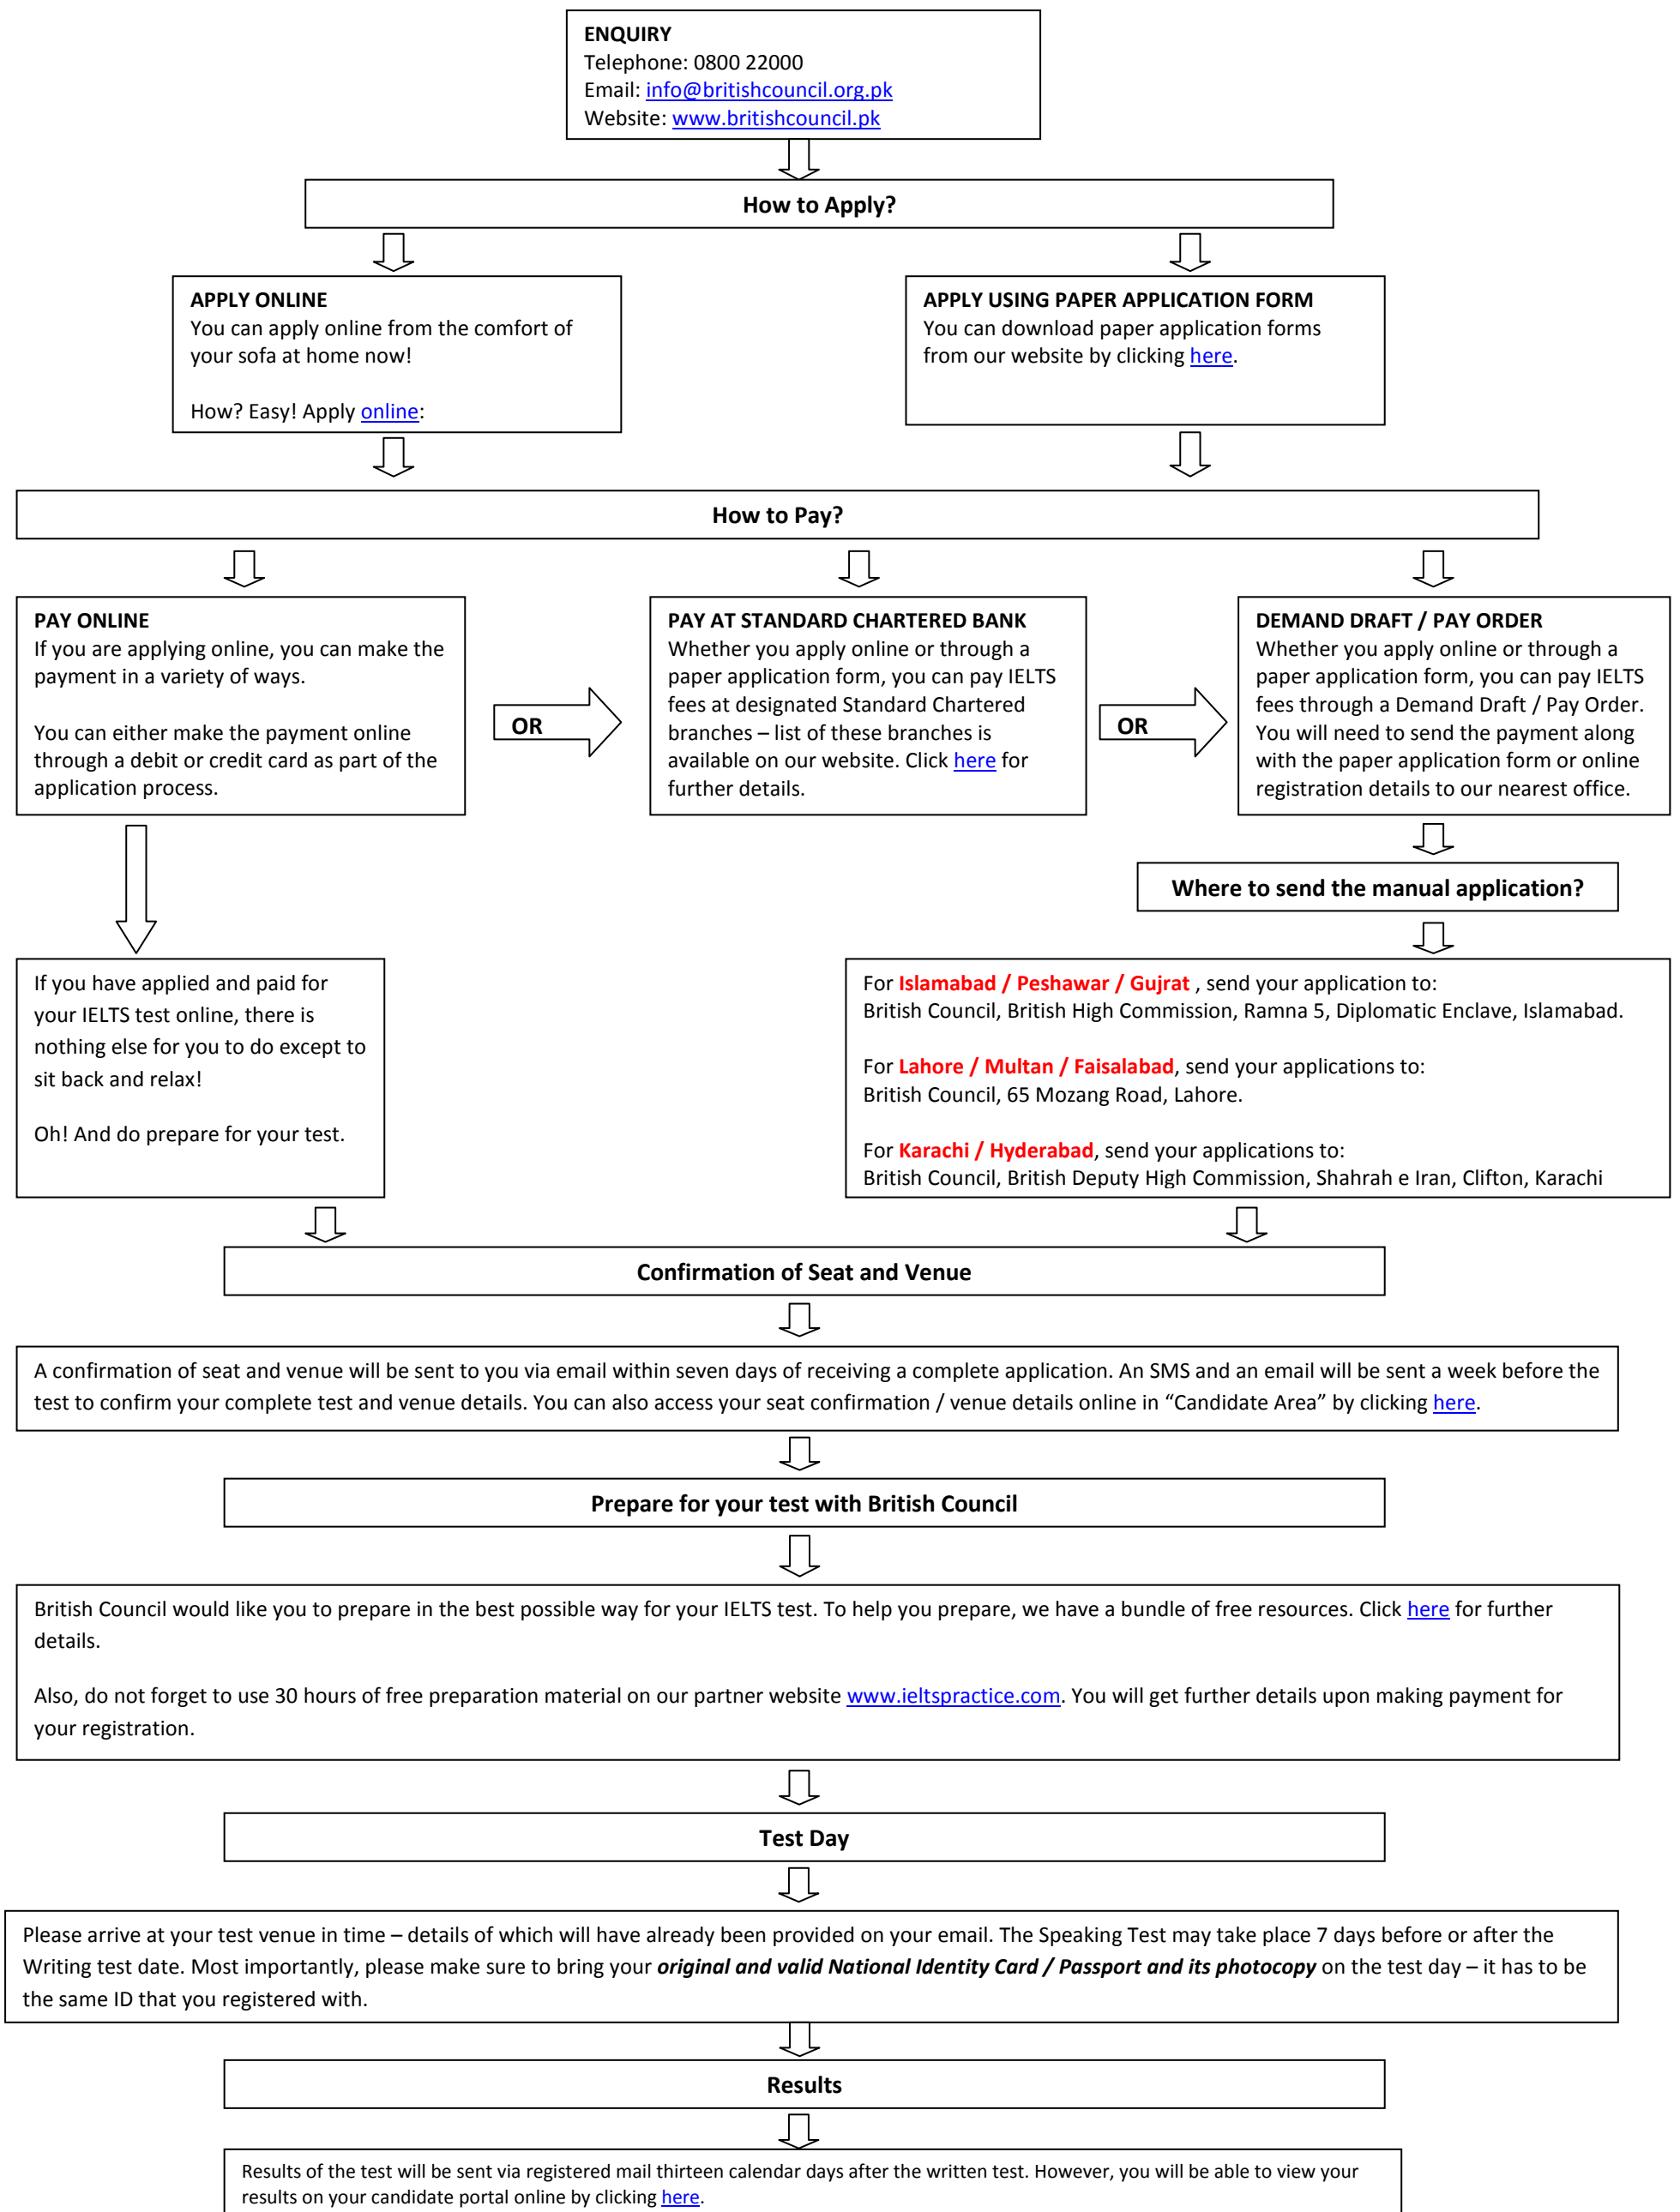 ENQUIRY
Telephone: 0800 22000
Email: info@britishcouncil.org.pk
Website: www.britishcouncil.pk
How to Apply?
APPLY ONLINE
You can apply online from the comfort of
your sofa at home now!
How? Easy! Apply online:
APPLY USING PAPER APPLICATION FORM
You can download paper application forms
from our website by clicking here.
How to Pay?
PAY ONLINE
If you are applying online, you can make the
payment in a variety of ways.
You can either make the payment online
through a debit or credit card as part of the
application process.
OR
PAY AT STANDARD CHARTERED BANK
Whether you apply online or through a
paper application form, you can pay IELTS
fees at designated Standard Chartered
branches – list of these branches is
available on our website. Click here for
further details.
OR
DEMAND DRAFT / PAY ORDER
Whether you apply online or through a
paper application form, you can pay IELTS
fees through a Demand Draft / Pay Order.
You will need to send the payment along
with the paper application form or online
registration details to our nearest office.
Where to send the manual application?
If you have applied and paid for
your IELTS test online, there is
nothing else for you to do except to
sit back and relax!
Oh! And do prepare for your test.
For Islamabad / Peshawar / Gujrat , send your application to:
British Council, British High Commission, Ramna 5, Diplomatic Enclave, Islamabad.
For Lahore / Multan / Faisalabad, send your applications to:
British Council, 65 Mozang Road, Lahore.
For Karachi / Hyderabad, send your applications to:
British Council, British Deputy High Commission, Shahrah e Iran, Clifton, Karachi
Confirmation of Seat and Venue
A confirmation of seat and venue will be sent to you via email within seven days of receiving a complete application. An SMS and an email will be sent a week before the
test to confirm your complete test and venue details. You can also access your seat confirmation / venue details online in “Candidate Area” by clicking here.
Prepare for your test with British Council
British Council would like you to prepare in the best possible way for your IELTS test. To help you prepare, we have a bundle of free resources. Click here for further
details.
Also, do not forget to use 30 hours of free preparation material on our partner website www.ieltspractice.com. You will get further details upon making payment for
your registration.
Test Day
Please arrive at your test venue in time – details of which will have already been provided on your email. The Speaking Test may take place 7 days before or after the
Writing test date. Most importantly, please make sure to bring your original and valid National Identity Card / Passport and its photocopy on the test day – it has to be
the same ID that you registered with.
Results
Results of the test will be sent via registered mail thirteen calendar days after the written test. However, you will be able to view your
results on your candidate portal online by clicking here.